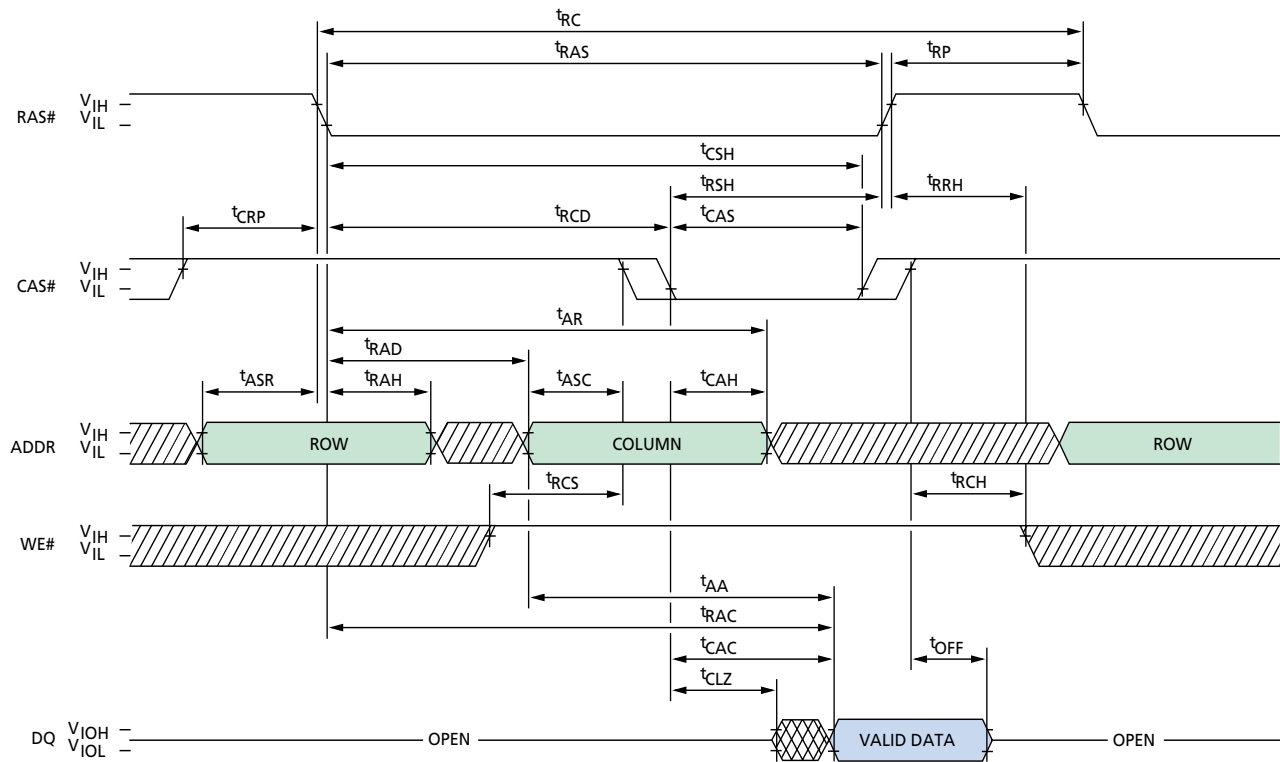 tRC
tRAS
tRP
RAS#
VIH
VIL
tCSH
tRSH
tRRH
tCRP
tRCD
tCAS
CAS#
VIH
VIL
tAR
tRAD
tASR
tRAH
tASC
tCAH
ADDR
VIH
VIL
ROW
COLUMN
ROW
tRCS
tRCH
WE#
VIH
VIL
tAA
tRAC
tCAC
tOFF
tCLZ
DQ
VIOH
VIOL
OPEN
VALID DATA
OPEN